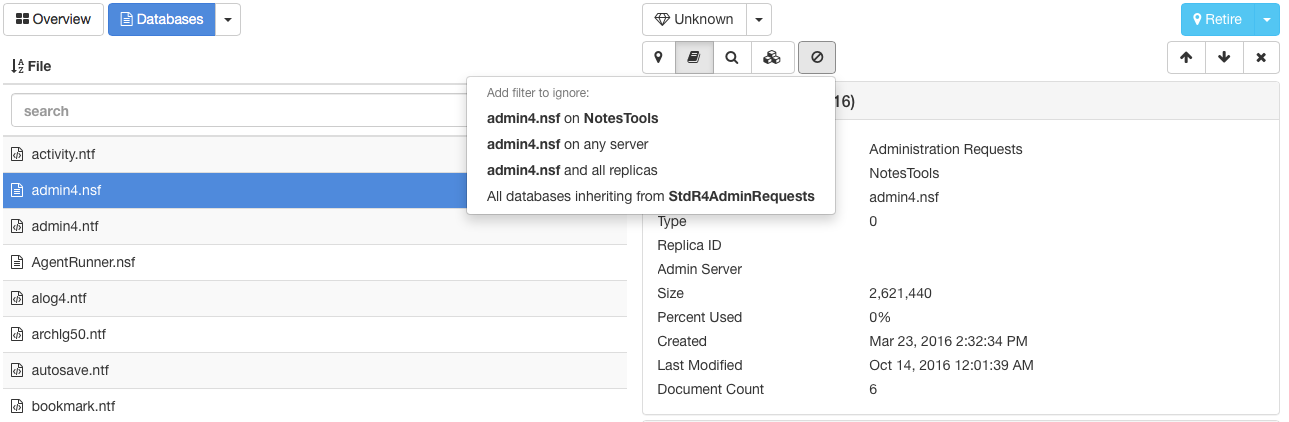 Overview Databases Unknown Retire
File
search
Add filter to ignore:
admin4.nsf on NotesTools
admin4.nsf on any server
admin4.nsf and all replicas
All databases inheriting from StdR4AdminRequests
activity.ntf
admin4.nsf
admin4.ntf
AgentRunner.nsf
alog4.ntf
archlg50.ntf
autosave.ntf
bookmark.ntf
16)
Administration Requests
NotesTools
admin4.nsf
Type 0
Replica ID
Admin Server
Size 2,621,440
Percent Used 0%
Created Mar 23, 2016 2:32:34 PM
Last Modified Oct 14, 2016 12:01:39 AM
Document Count 6